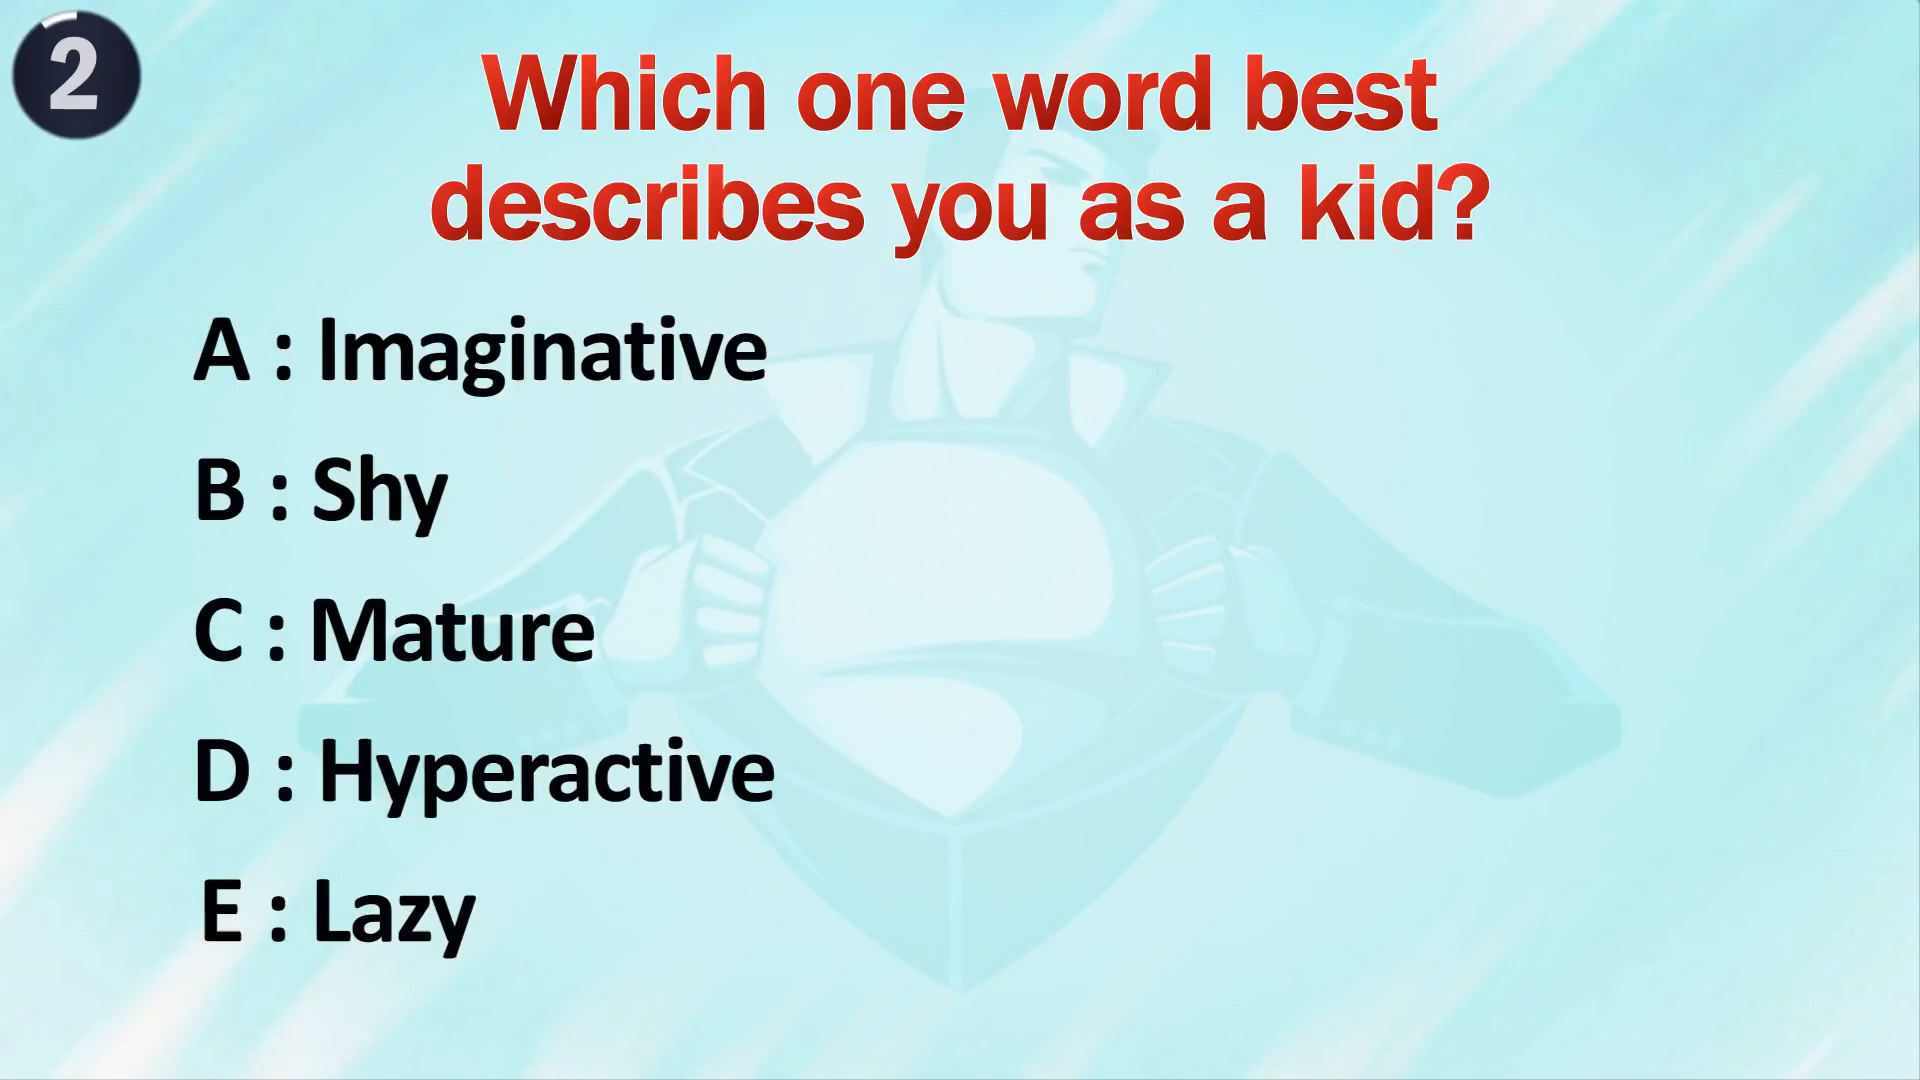 2
Which one word best
describes you as a kid?
A : Imaginative
B : Shy
C : Mature
D : Hyperactive
E : Lazy